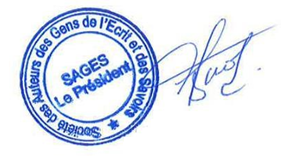 Société des Auteurs des Gens de l'Ecrit et des Savoirs
SAGES
Le Président